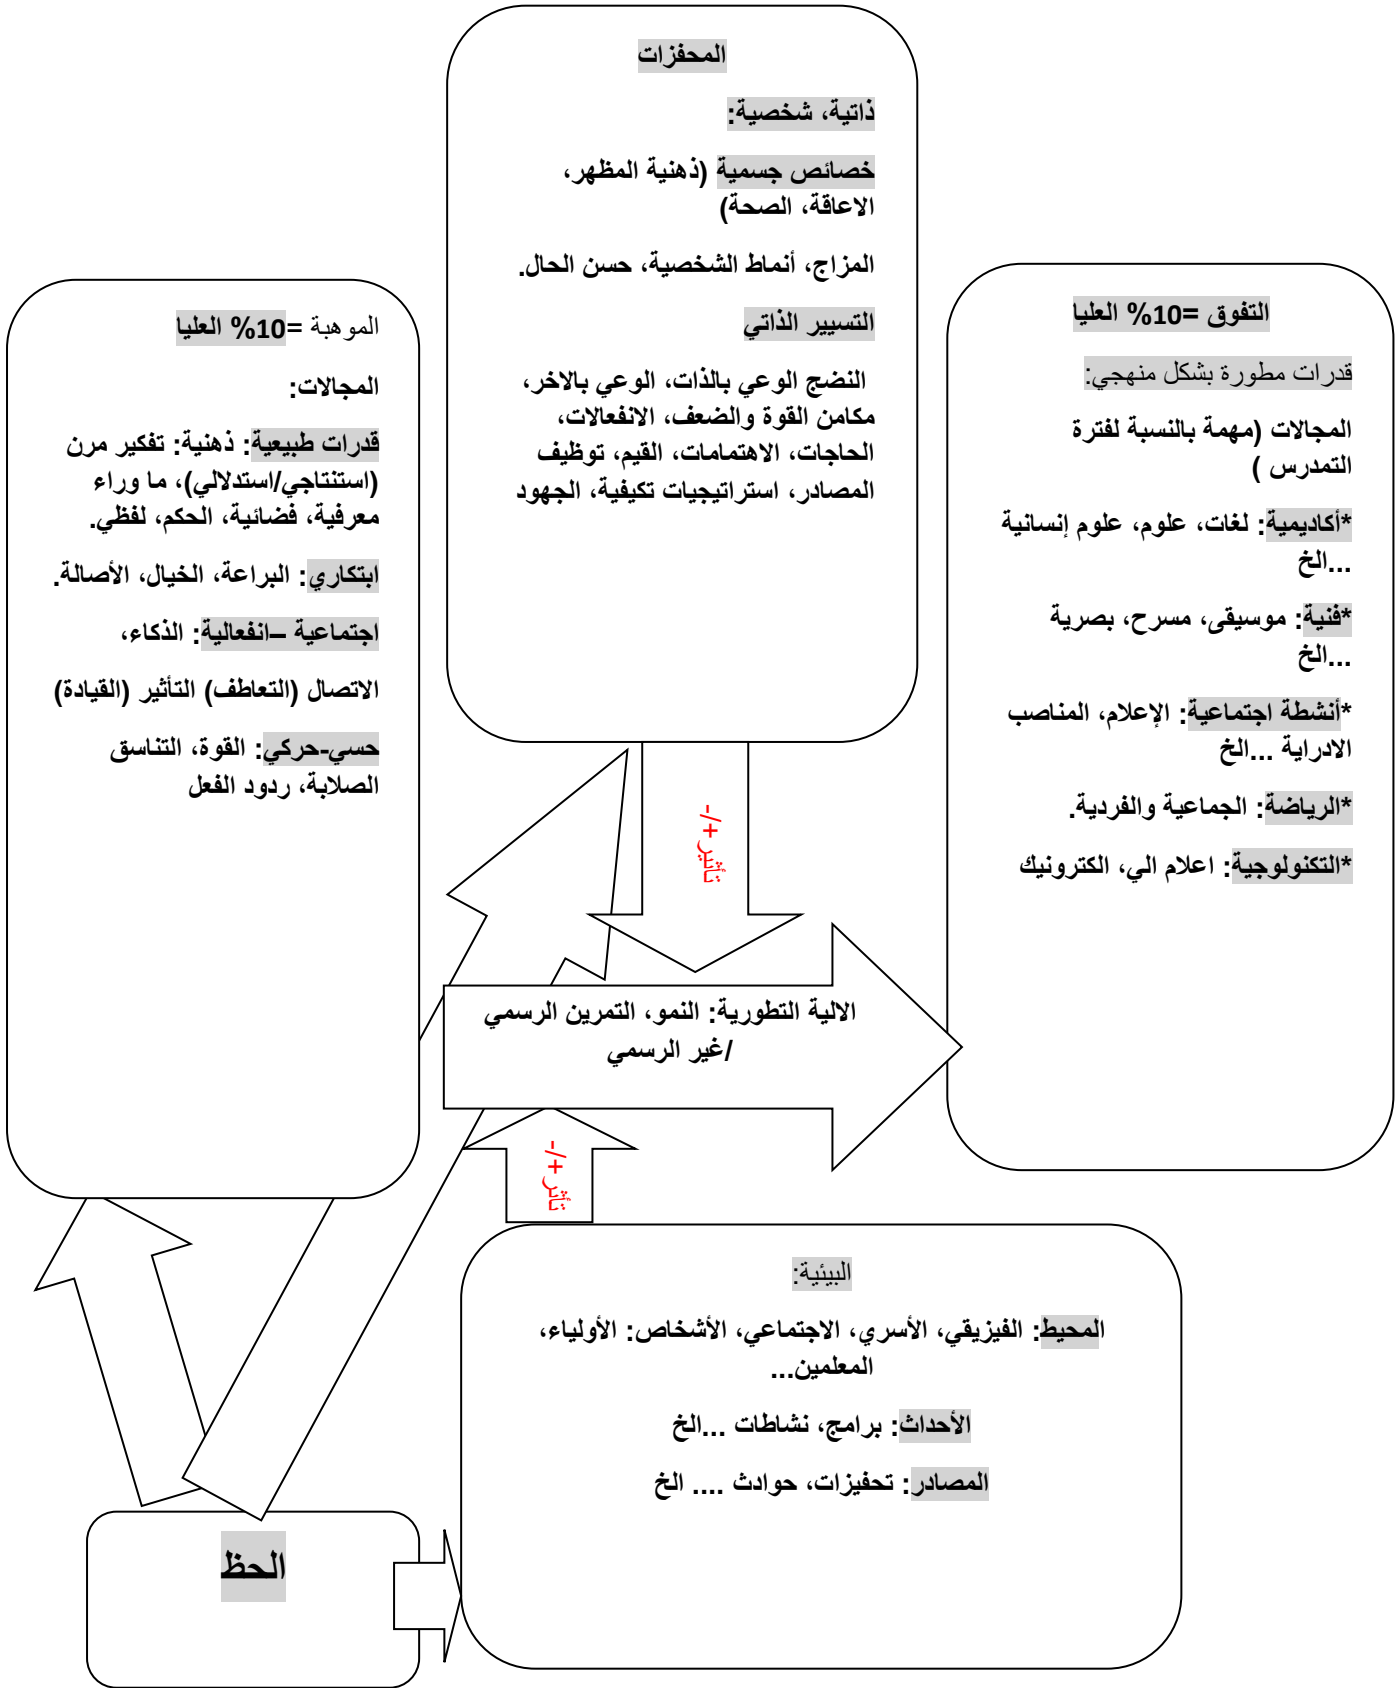 المحفزات
ذاتية، شخصية:
خصائص جسمية (ذهنية المظهر،
الاعاقة، الصحة)
المزاج، أنماط الشخصية، حسن الحال.
التسيير الذاتي
النضج الوعي بالذات، الوعي بالاخر،
مكامن القوة والضعف، الانفعالات،
الحاجات، الاهتمامات، القيم، توظيف
المصادر، استراتيجيات تكيفية، الجهود
التفوق =10% العليا
قدرات مطورة بشكل منهجي:
المجالات (مهمة بالنسبة لفترة
التمدرس )
*أكاديمية: لغات، علوم، علوم إنسانية
...الخ
*فنية: موسيقى، مسرح، بصرية
...الخ
*أنشطة اجتماعية: الإعلام، المناصب
الادراية ...الخ
*الرياضة: الجماعية والفردية.
*التكنولوجية: اعلام الي، الكترونيك
الموهبة =10% العليا
المجالات:
قدرات طبيعية: ذهنية: تفكير مرن
(استنتاجي/استدلالي)، ما وراء
معرفية، فضائية، الحكم، لفظي.
ابتكاري: البراعة، الخيال، الأصالة.
اجتماعية –انفعالية: الذكاء،
الاتصال (التعاطف) التأثير (القيادة)
حسي-حركي: القوة، التناسق
الصلابة، ردود الفعل
تأثير +/-
الالية التطورية: النمو، التمرين الرسمي
/غير الرسمي
تأثر +/-
البيئية:
المحيط: الفيزيقي، الأسري، الاجتماعي، الأشخاص: الأولياء،
المعلمين...
الأحداث: برامج، نشاطات ...الخ
المصادر: تحفيزات، حوادث .... الخ
الحظ